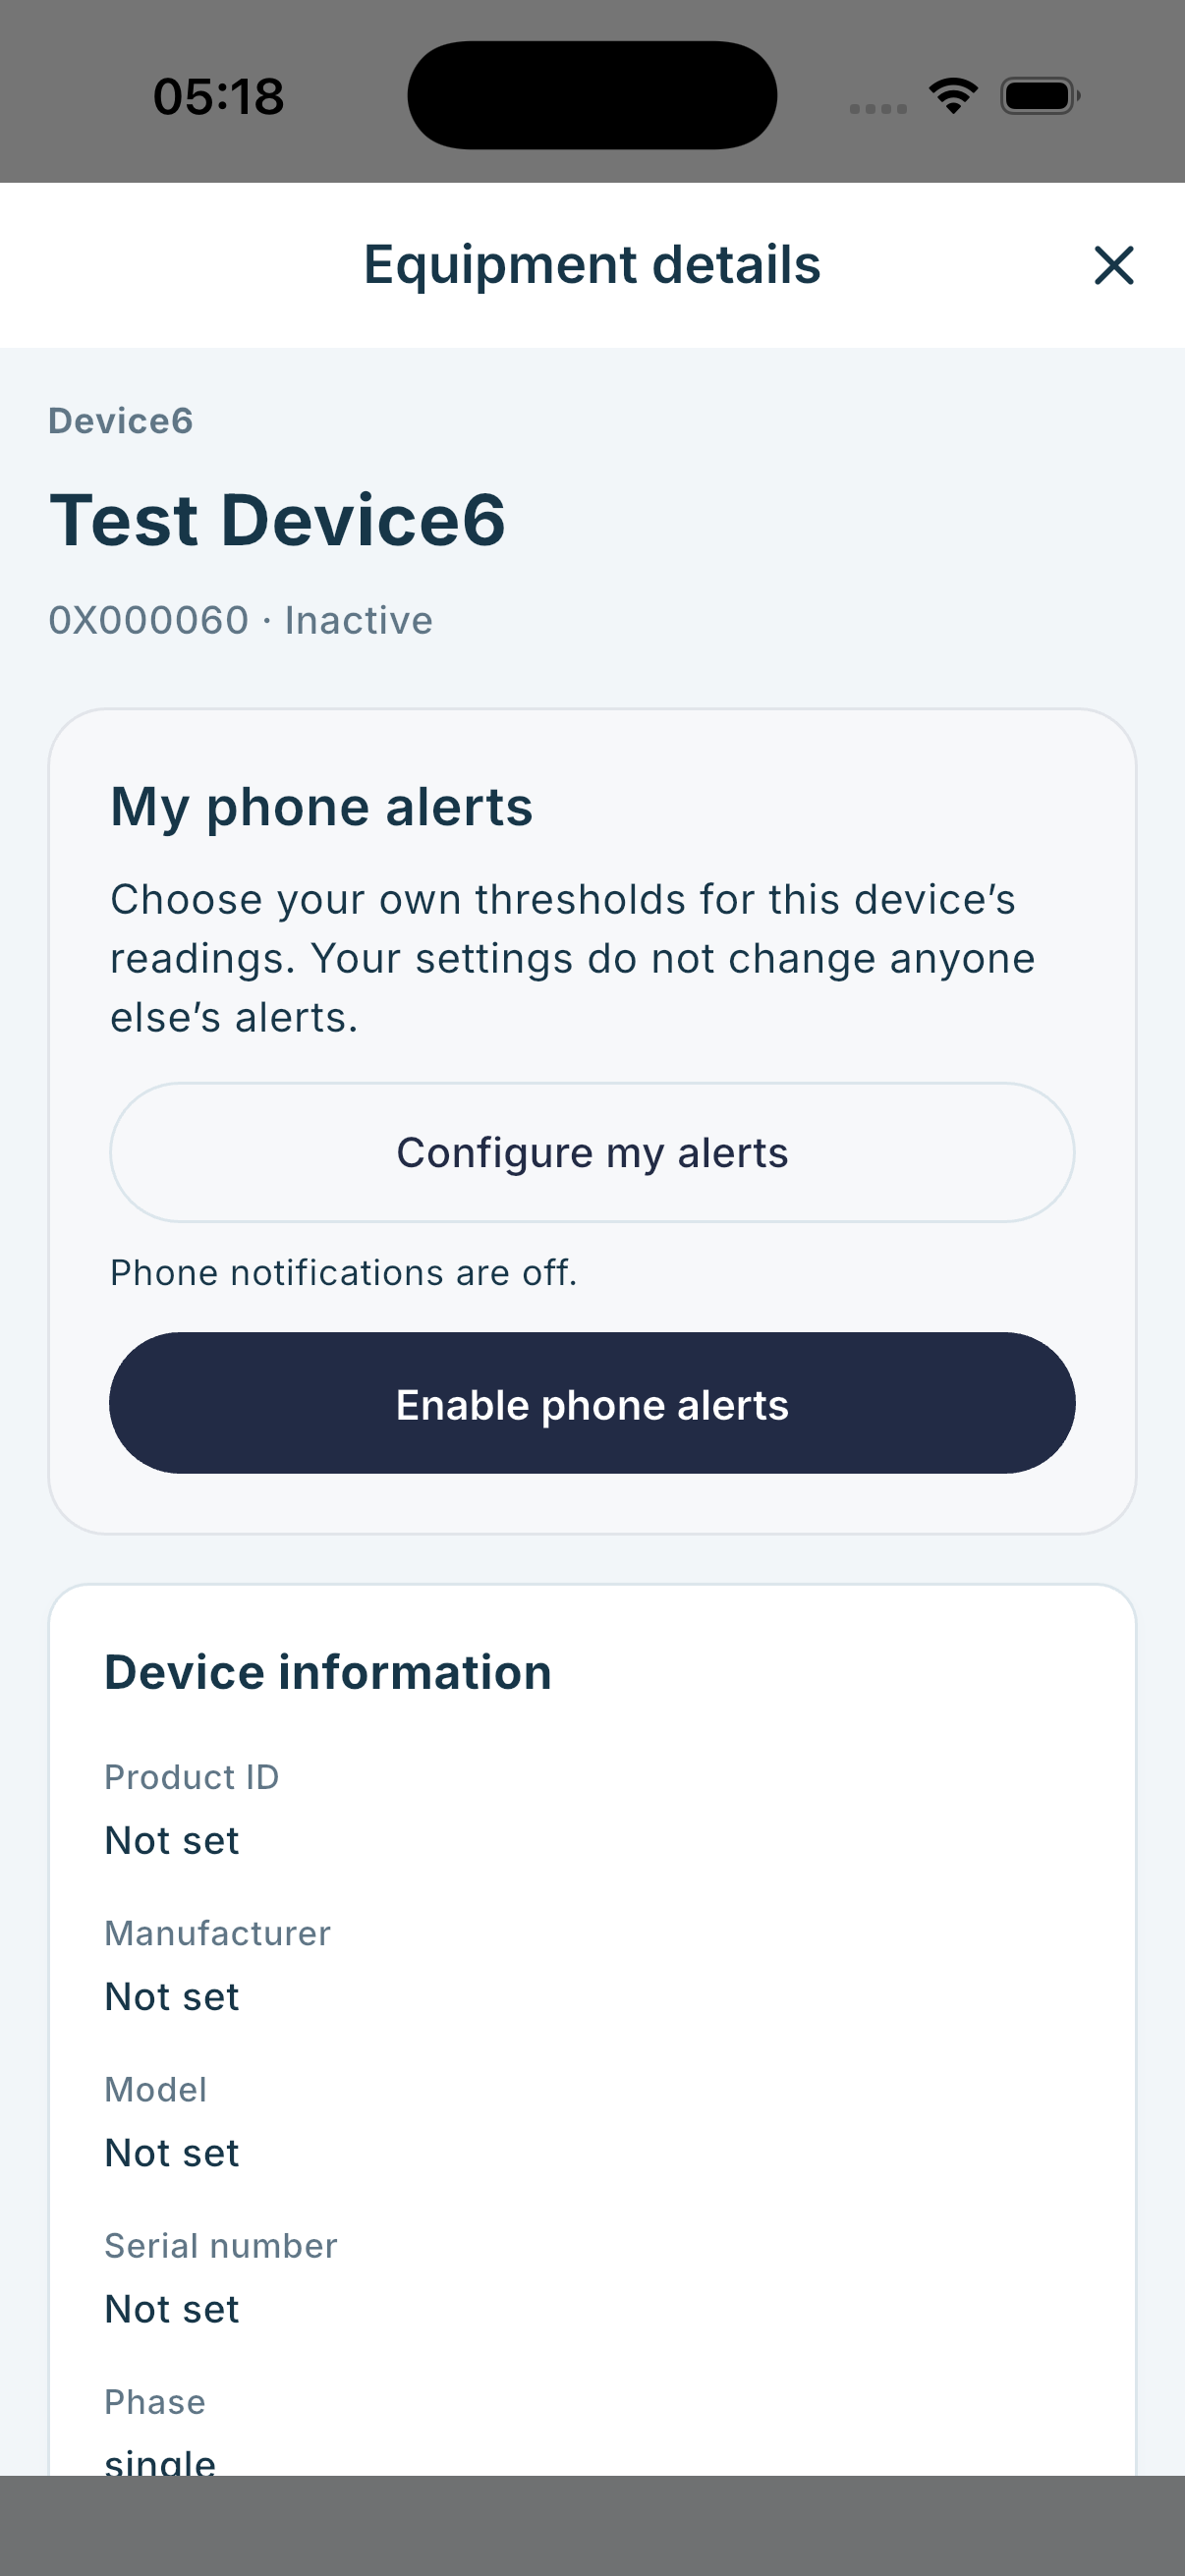 05:18
Equipment details
Device6
Test Device6
0X000060 · Inactive
My phone alerts
Choose your own thresholds for this device’s
readings. Your settings do not change anyone
else’s alerts.
Configure my alerts
Phone notifications are off.
Enable phone alerts
Device information
Product ID
Not set
Manufacturer
Not set
Model
Not set
Serial number
Not set
Phase
single